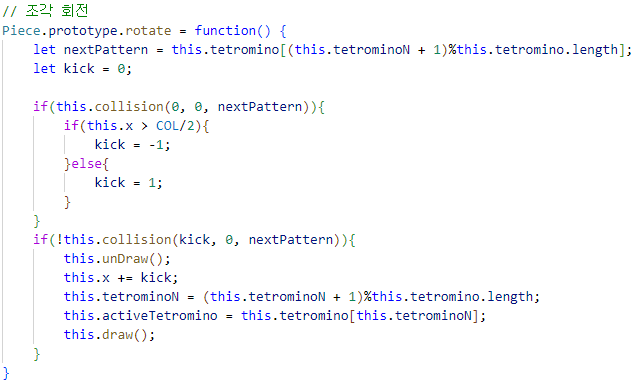 // 조각 회전
Piece.prototype.rotate = function() {
    let nextPattern = this.tetromino[(this.tetrominoN + 1)%this.tetromino.length];
    let kick = 0;

    if(this.collision(0, 0, nextPattern)){
        if(this.x > COL/2){
            kick = -1;
        }else{
            kick = 1;
        }
    }
    if(!this.collision(kick, 0, nextPattern)){
        this.unDraw();
        this.x += kick;
        this.tetrominoN = (this.tetrominoN + 1)%this.tetromino.length;
        this.activeTetromino = this.tetromino[this.tetrominoN];
        this.draw();
    }
}